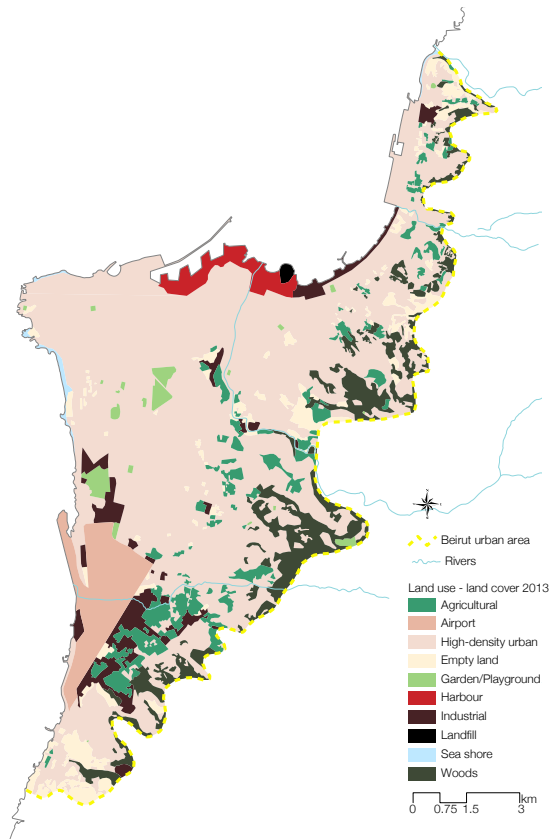 Beirut urban area
Rivers
Land use - land cover 2013
Agricultural
Airport
High-density urban
Empty land
Garden/Playground
Harbour
Industrial
Landfill
Sea shore
Woods
km
0 0.75 1.5 3